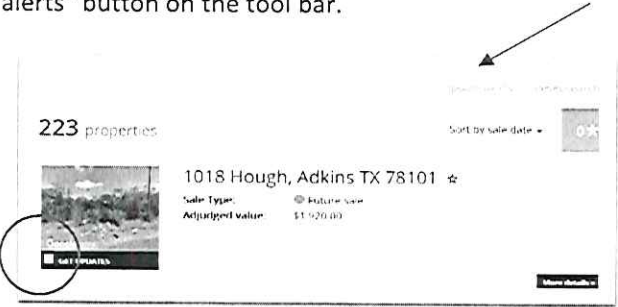 alerts" button on the tool bar.
223 properties
Sort by sale date
1018 Hough, Adkins TX 78101
Sale Type: Future sale
Adjudged value: $1,920.00
GET UPDATES
More details